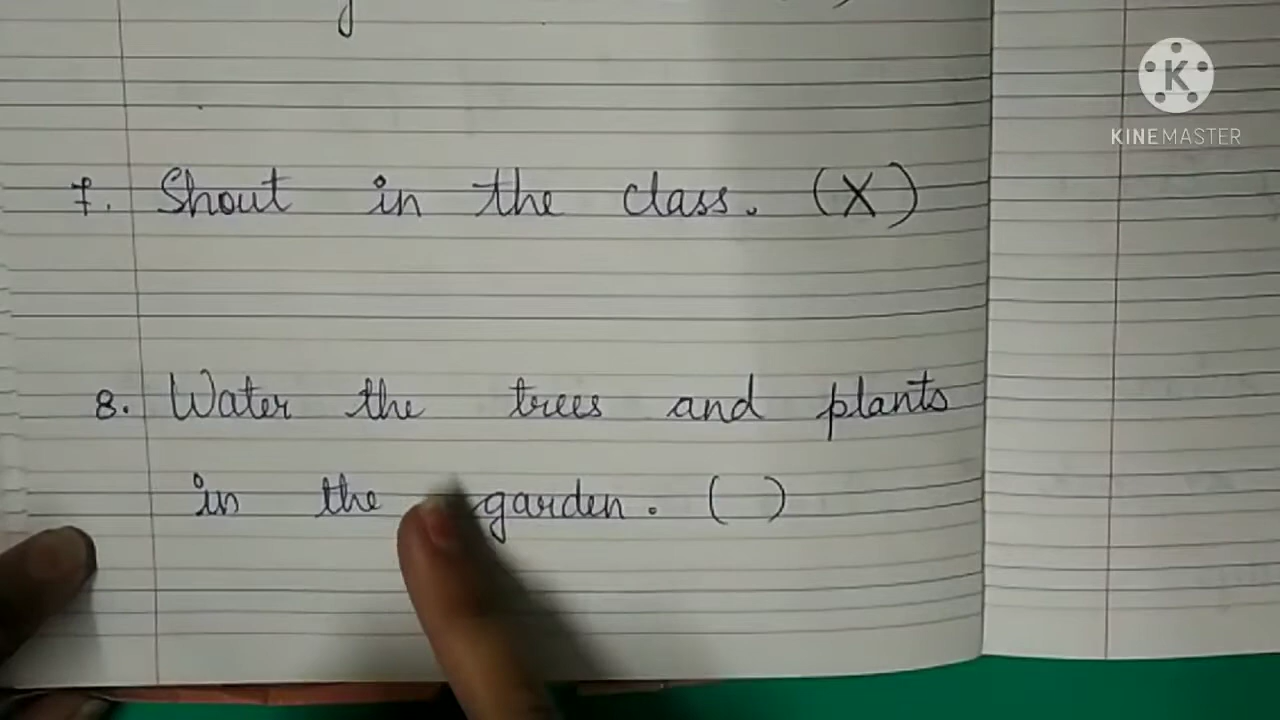 K
KINEMASTER
7. Shout in the class. (X)
8. Water the trees and plants
in the garden. ( )